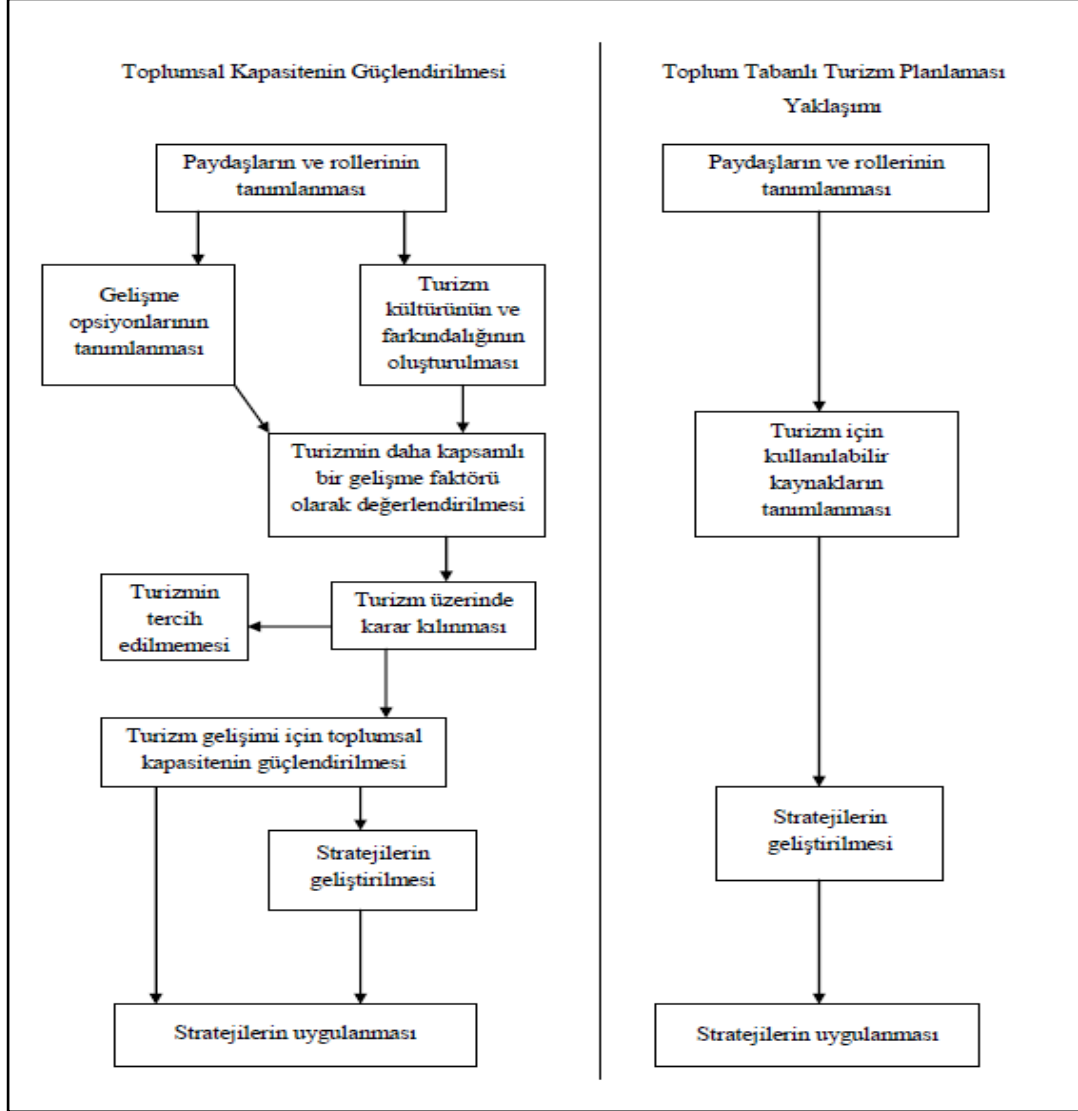 Toplumsal Kapasitenin Güçlendirilmesi
Paydaşların ve rollerinin
tanımlanması
Gelişme
opsiyonlarının
tanımlanması
Turizm
kültürünün ve
farkındalığının
oluşturulması
Turizmin daha kapsamlı
bir gelişme faktörü
olarak değerlendirilmesi
Turizmin
tercih
edilmemesi
Turizm üzerinde
karar kılınması
Turizm gelişimi için toplumsal
kapasitenin güçlendirilmesi
Stratejilerin
geliştirilmesi
Stratejilerin uygulanması
Toplum Tabanlı Turizm Planlaması
Yaklaşımı
Paydaşların ve rollerinin
tanımlanması
Turizm için
kullanılabilir
kaynakların
tanımlanması
Stratejilerin
geliştirilmesi
Stratejilerin uygulanması